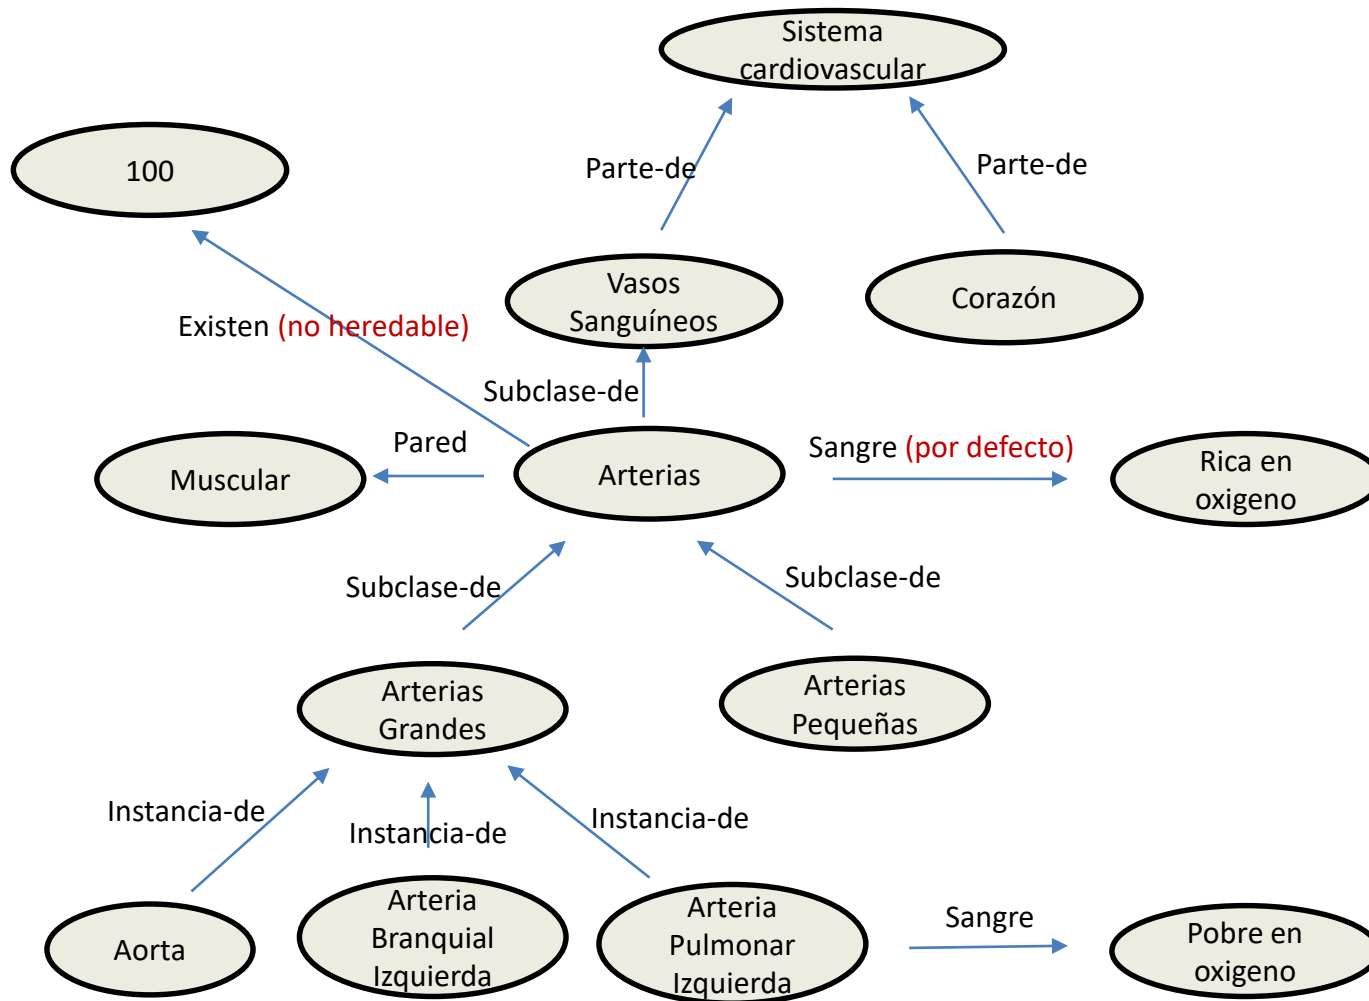 Sistema
cardiovascular
100
Parte-de
Parte-de
Vasos
Sanguíneos
Corazón
Existen (no heredable)
Subclase-de
Pared
Sangre (por defecto)
Muscular
Arterias
Rica en
oxigeno
Subclase-de
Subclase-de
Arterias
Grandes
Arterias
Pequeñas
Instancia-de
Instancia-de
Instancia-de
Aorta
Arteria
Branquial
Izquierda
Arteria
Pulmonar
Izquierda
Sangre
Pobre en
oxigeno